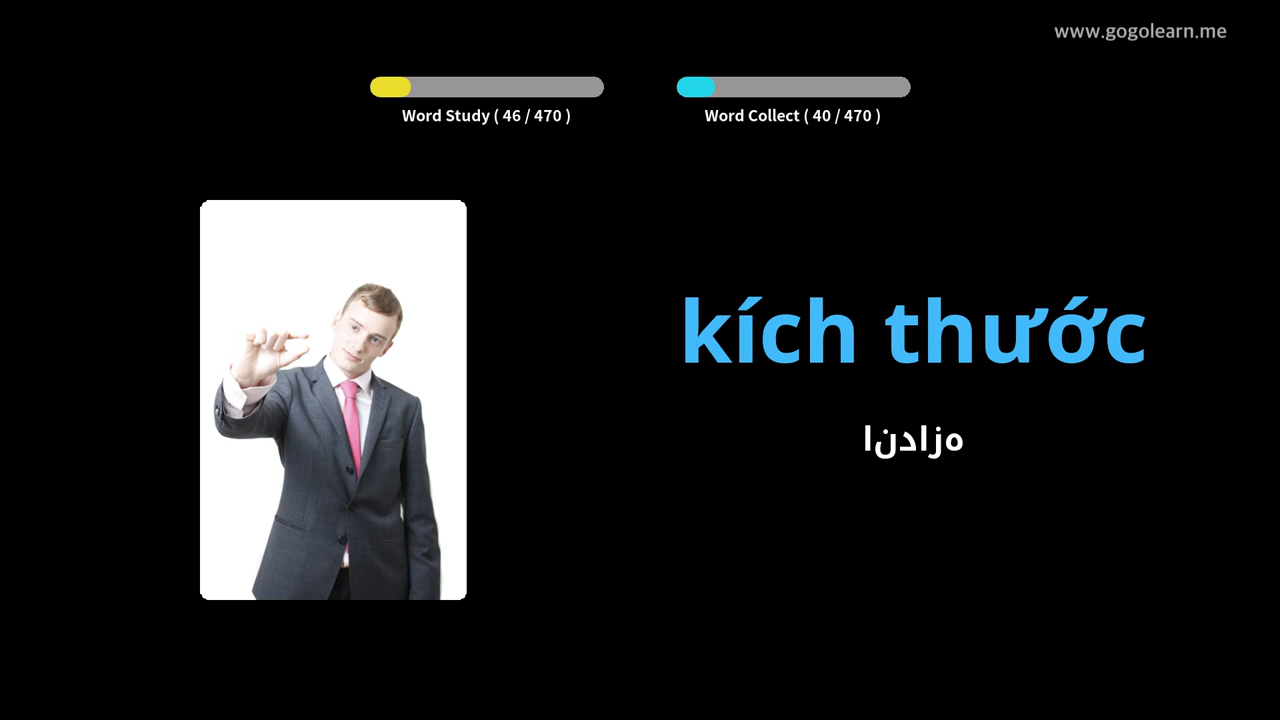 www.gogolearn.me
Word Study ( 46 / 470 )
Word Collect ( 40 / 470 )
kích thước
اندازه